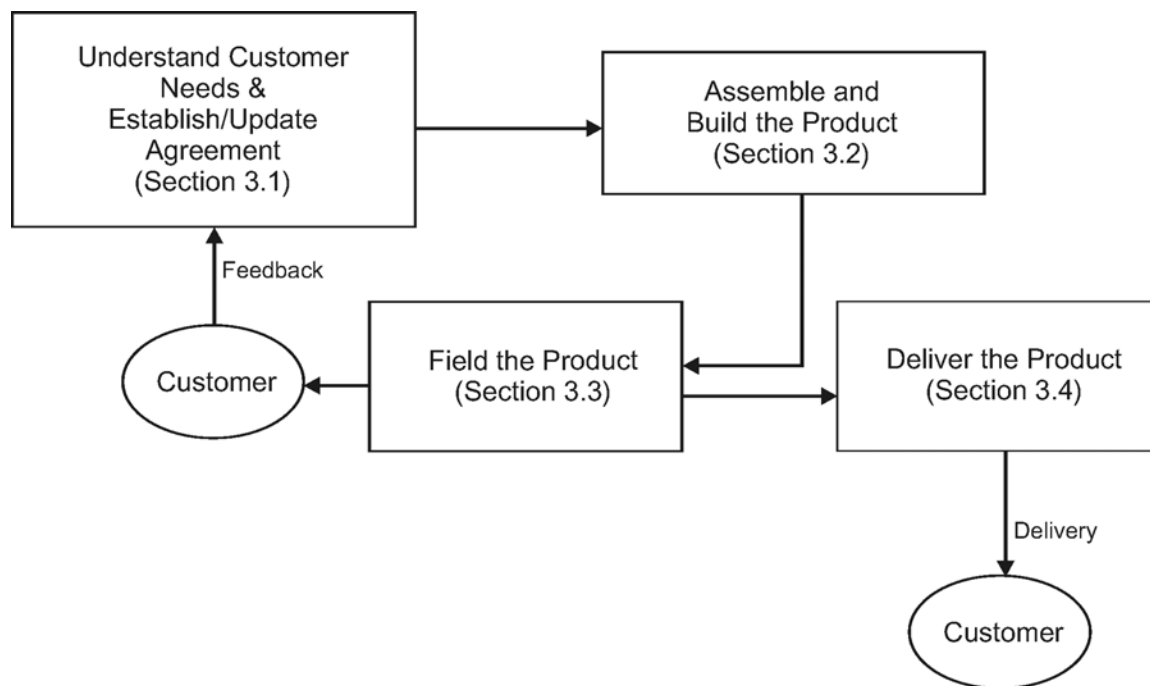 Understand Customer
Needs &
Establish/Update
Agreement
(Section 3.1)
Assemble and
Build the Product
(Section 3.2)
Feedback
Customer
Field the Product
(Section 3.3)
Deliver the Product
(Section 3.4)
Delivery
Customer